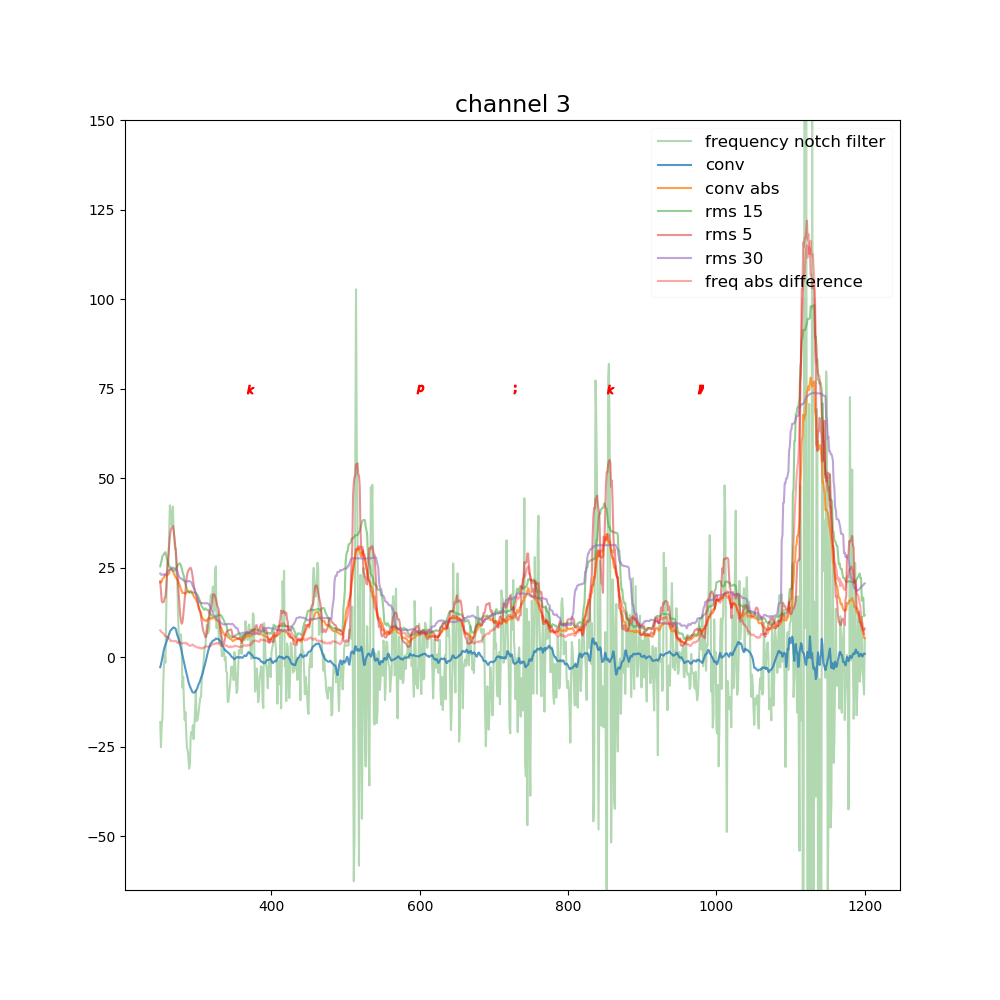 channel 3
150
125
100
75
50
25
0
−25
−50
frequency notch filter
conv
conv abs
rms 15
rms 5
rms 30
freq abs difference
k p ; k
400 600 800 1000 1200